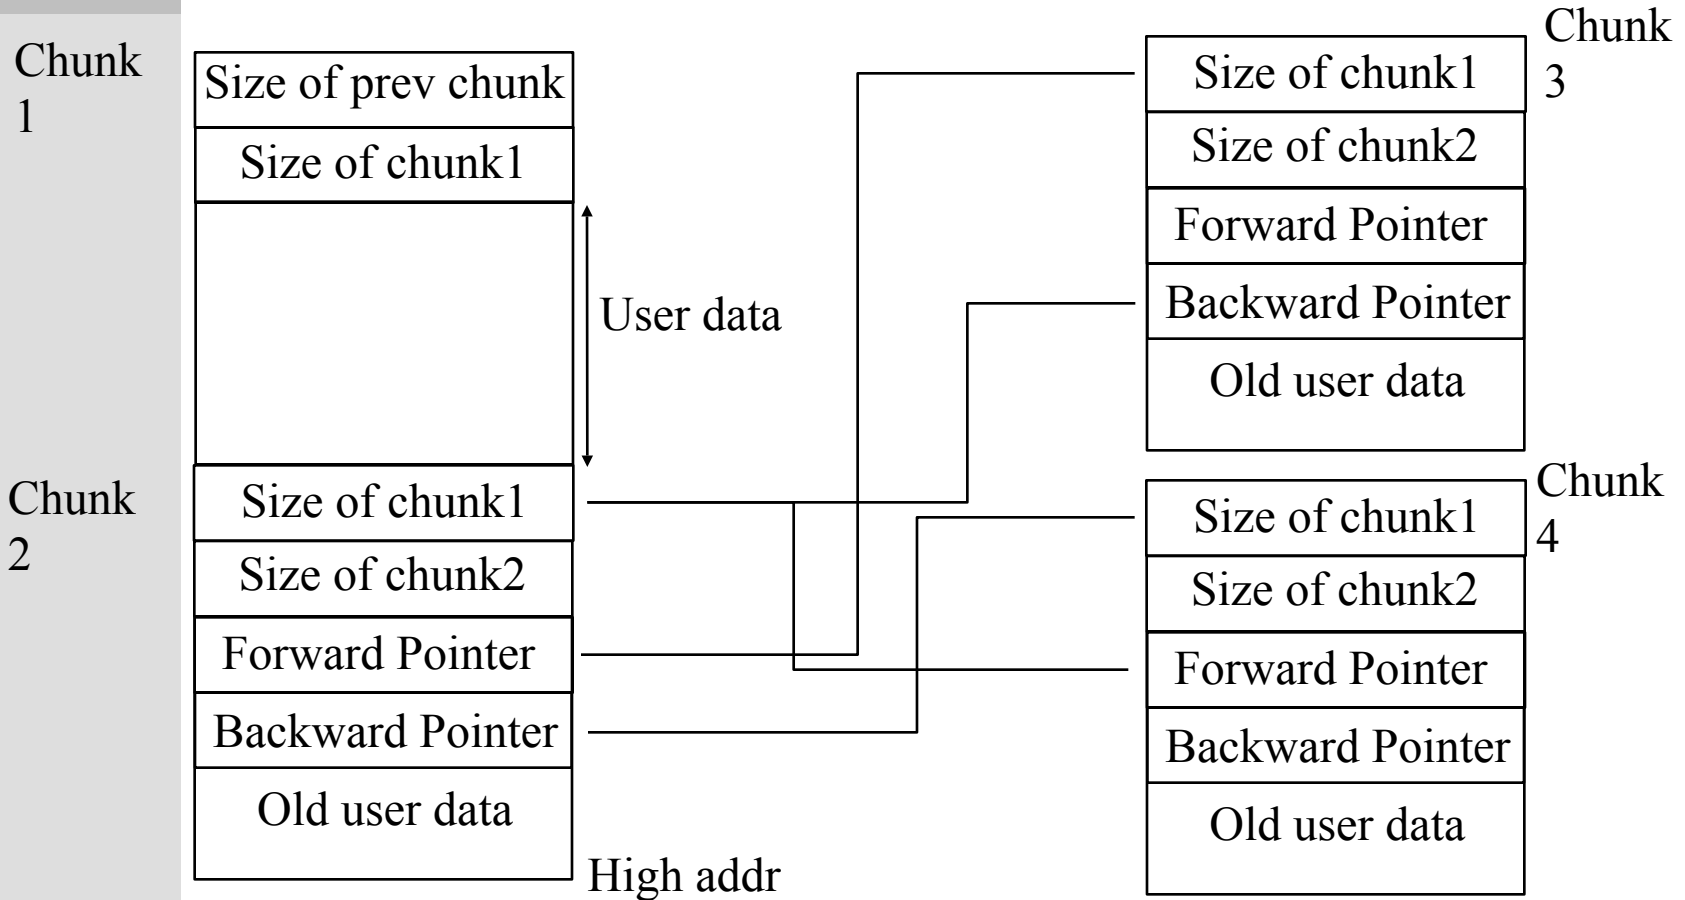 Chunk
1
Size of prev chunk
Size of chunk1
User data
Chunk
2
Size of chunk1
Size of chunk2
Forward Pointer
Backward Pointer
Old user data
High addr
Chunk
3
Size of chunk1
Size of chunk2
Forward Pointer
Backward Pointer
Old user data
Chunk
4
Size of chunk1
Size of chunk2
Forward Pointer
Backward Pointer
Old user data